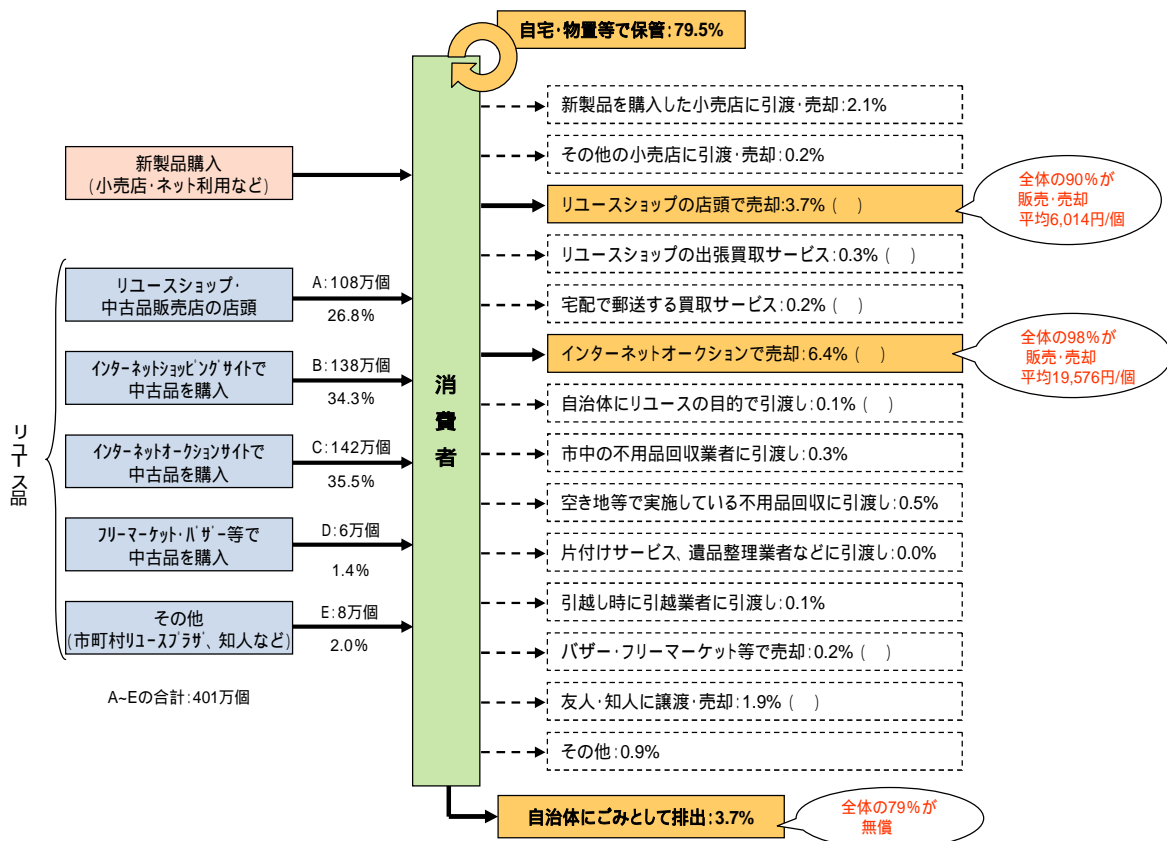 自宅・物置等で保管:79.5%
新製品を購入した小売店に引渡・売却:2.1%
その他の小売店に引渡・売却:0.2%
リユースショップの店頭で売却:3.7% (　)
全体の90%が
販売・売却
平均6,014円/個
リユースショップの出張買取サービス:0.3% (　)
宅配で郵送する買取サービス:0.2% (　)
インターネットオークションで売却:6.4% (　)
全体の98%が
販売・売却
平均19,576円/個
自治体にリユースの目的で引渡し:0.1% (　)
市中の不用品回収業者に引渡し:0.3%
空き地等で実施している不用品回収に引渡し:0.5%
片付けサービス、遺品整理業者などに引渡し:0.0%
引越し時に引越業者に引渡し:0.1%
バザー・フリーマーケット等で売却:0.2% (　)
友人・知人に譲渡・売却:1.9% (　)
その他:0.9%
自治体にごみとして排出:3.7%
全体の79%が
無償
消費者
新製品購入
(小売店・ネット利用など)
リユース品
リユースショップ・
中古品販売店の店頭
A:108万個
26.8%
インターネットショッピングサイトで
中古品を購入
B:138万個
34.3%
インターネットオークションサイトで
中古品を購入
C:142万個
35.5%
フリーマーケット・バザー等で
中古品を購入
D:6万個
1.4%
その他
(市町村リユースプラザ、知人など)
E:8万個
2.0%
A~Eの合計:401万個